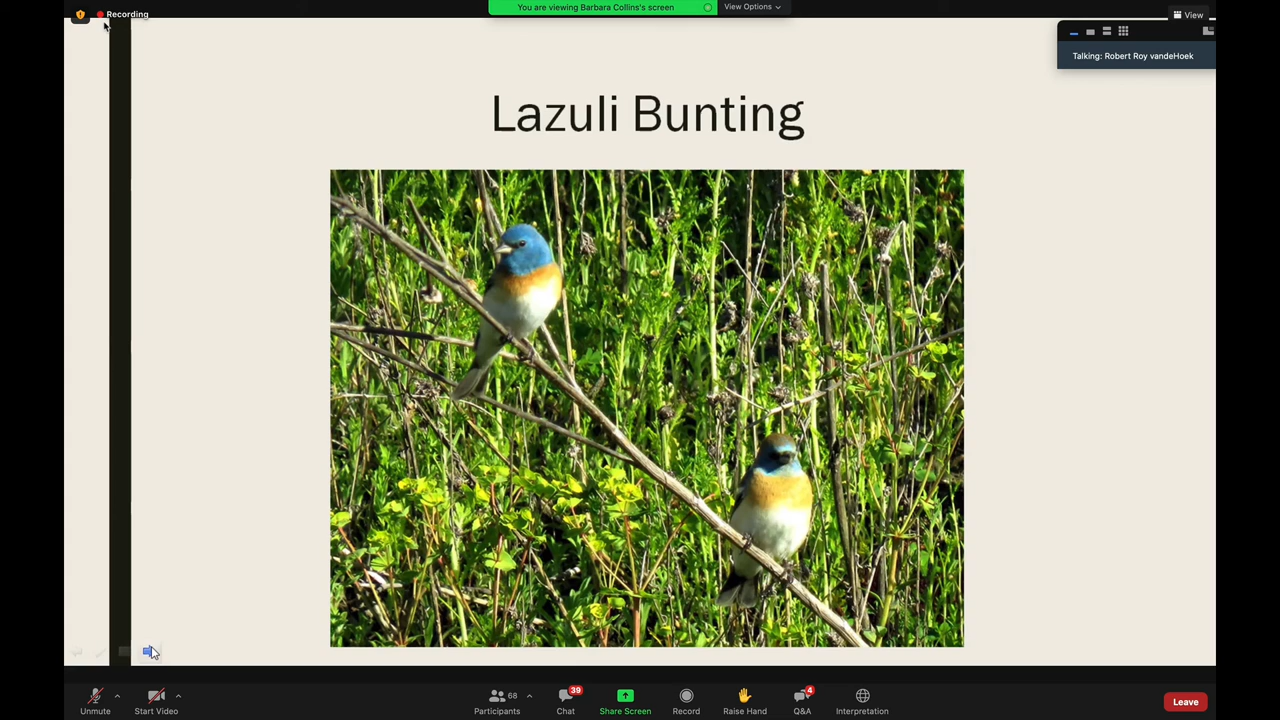 Recording
You are viewing Barbara Collins's screen
View Options
View
Talking: Robert Roy vandeHoek
Lazuli Bunting
Unmute
Start Video
68
Participants
39
Chat
Share Screen
Record
Raise Hand
4
Q&A
Interpretation
Leave